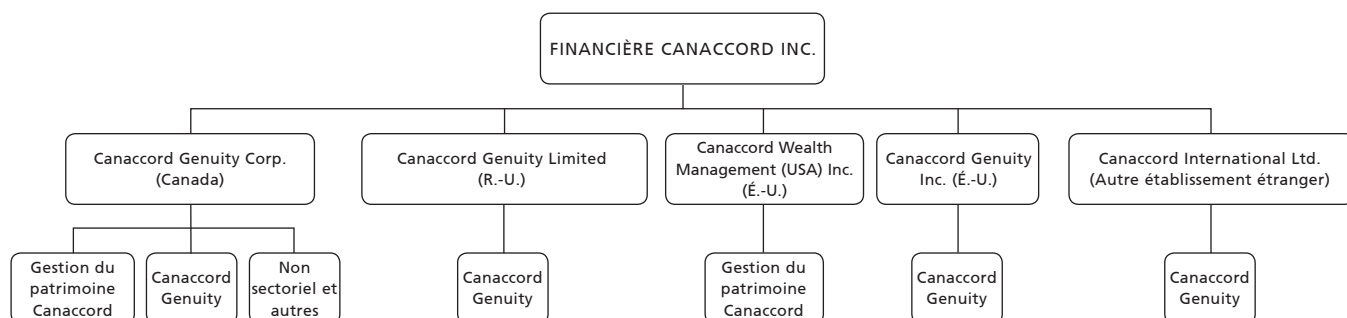 FINANCIÈRE CANACCORD INC.
Canaccord Genuity Corp.
(Canada)
Canaccord Genuity Limited
(R.-U.)
Canaccord Wealth
Management (USA) Inc.
(É.-U.)
Canaccord Genuity
Inc. (É.-U.)
Canaccord International Ltd.
(Autre établissement étranger)
Gestion du
patrimoine
Canaccord
Canaccord
Genuity
Non
sectoriel et
autres
Canaccord
Genuity
Gestion du
patrimoine
Canaccord
Canaccord
Genuity
Canaccord
Genuity